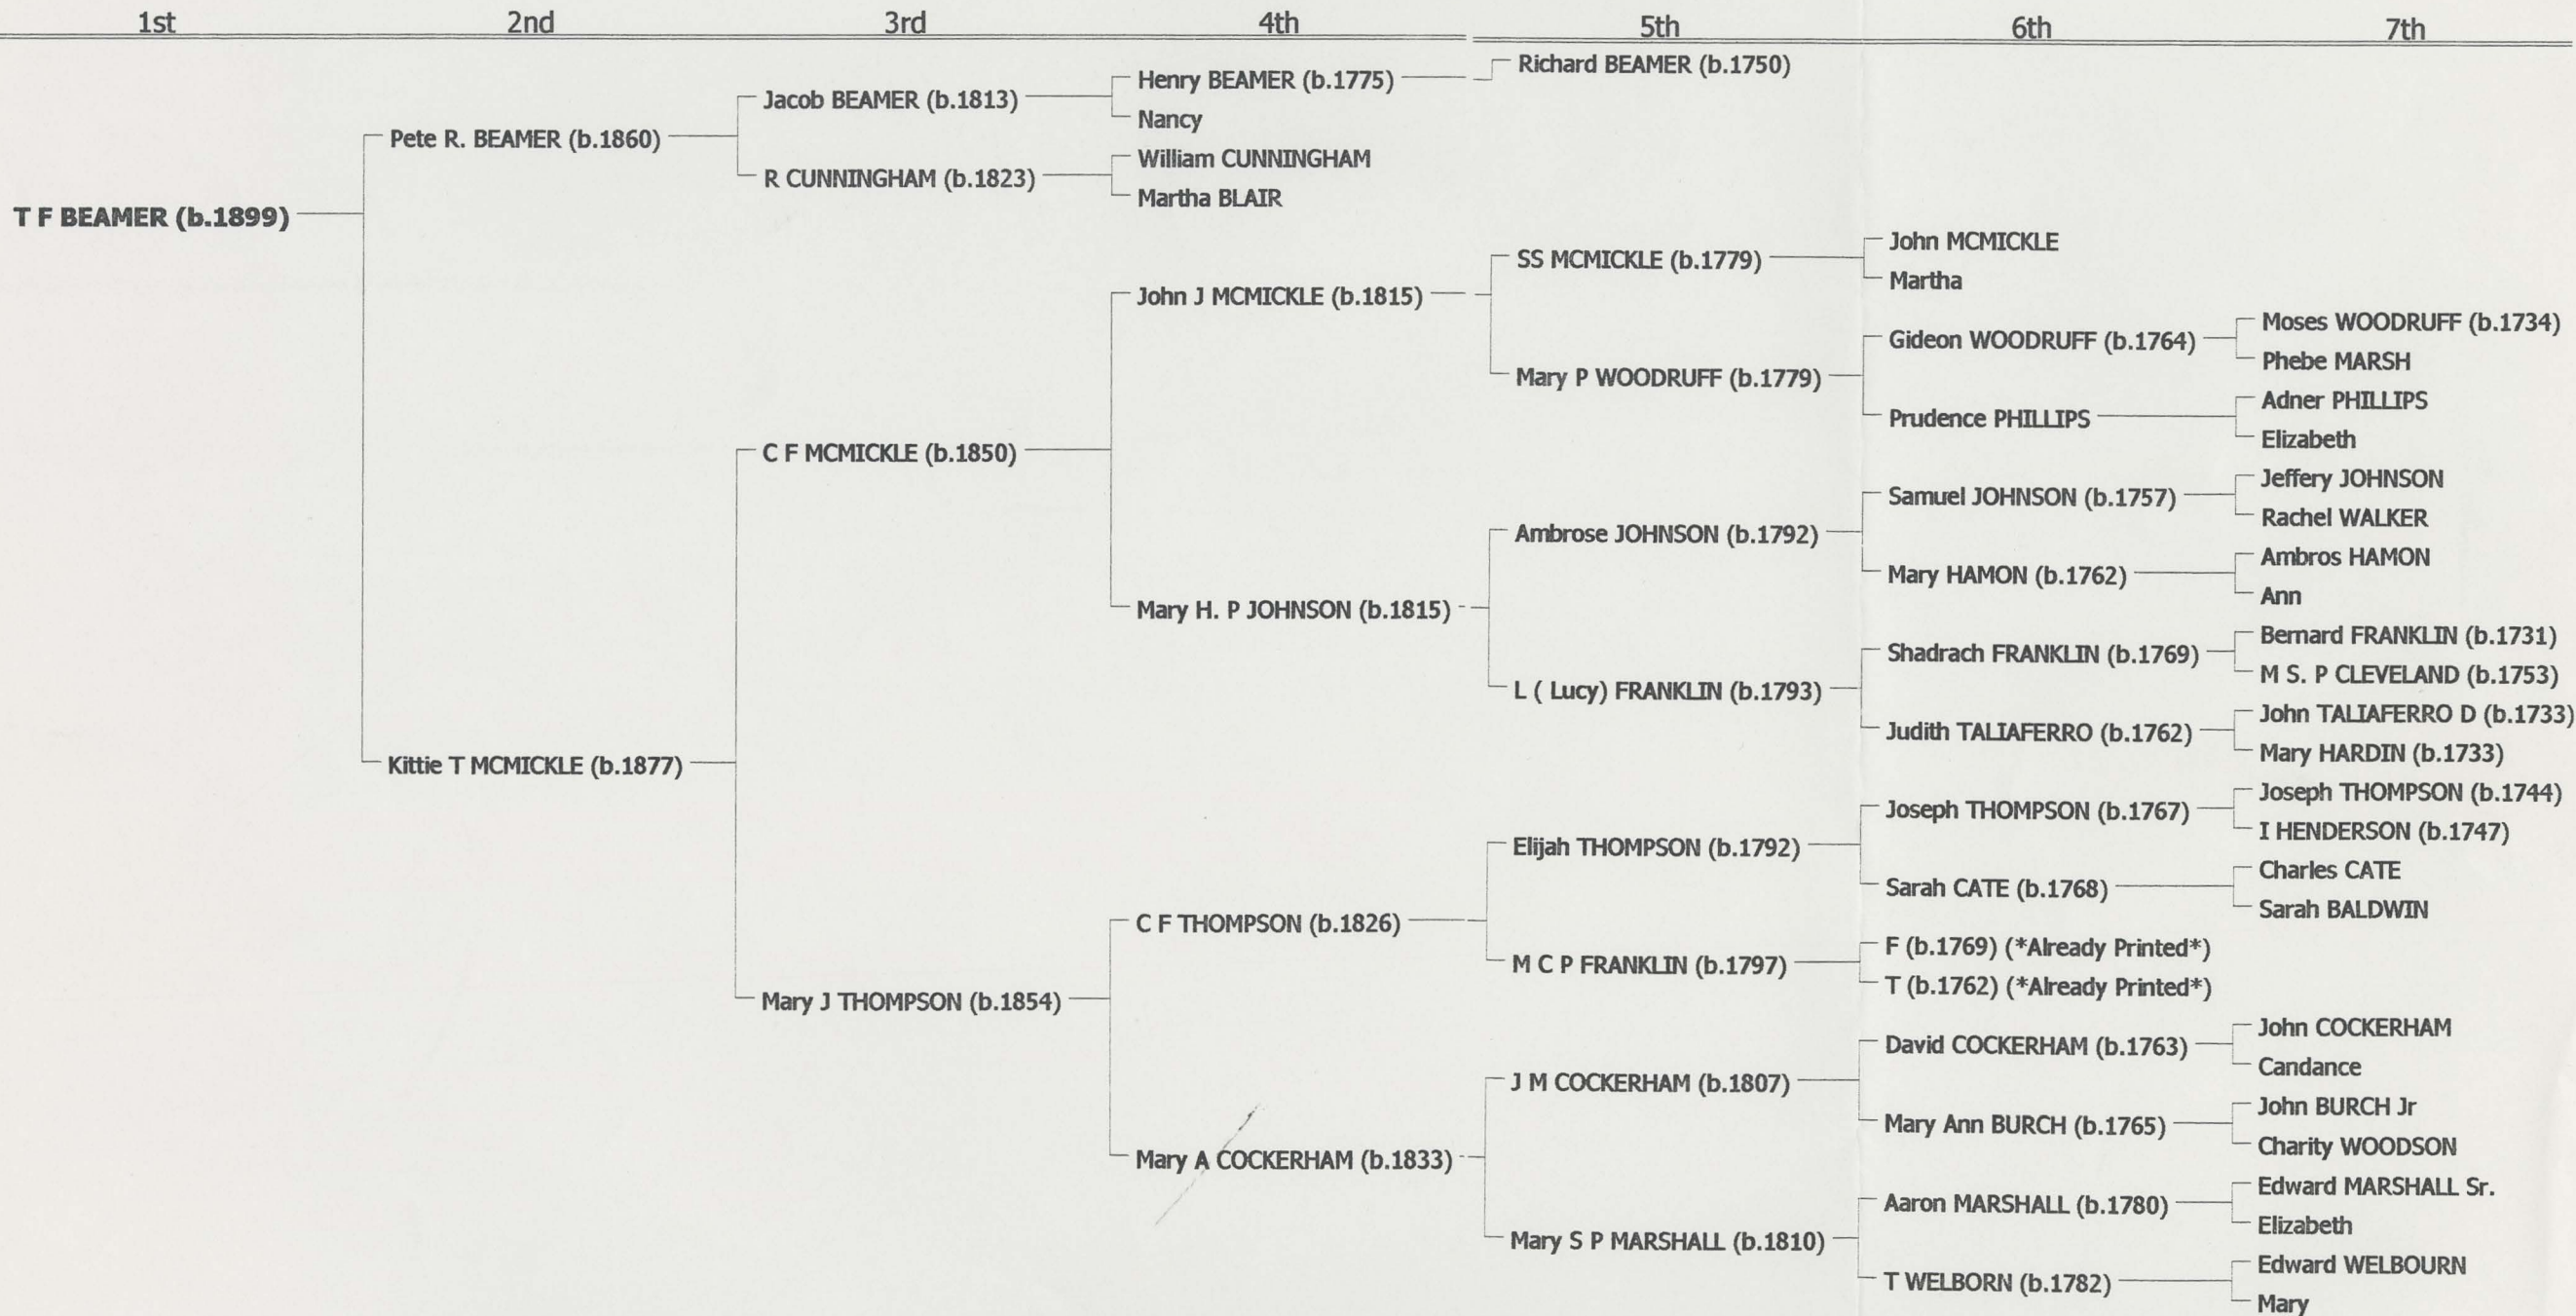 1st 2nd 3rd 4th 5th 6th 7th
Richard BEAMER (b.1750)
Henry BEAMER (b.1775)
Jacob BEAMER (b.1813)
Nancy
Pete R. BEAMER (b.1860)
William CUNNINGHAM
R CUNNINGHAM (b.1823)
Martha BLAIR
T F BEAMER (b.1899)
John MCMICKLE
SS MCMICKLE (b.1779)
Martha
John J MCMICKLE (b.1815)
Moses WOODRUFF (b.1734)
Gideon WOODRUFF (b.1764)
Phebe MARSH
Mary P WOODRUFF (b.1779)
Adner PHILLIPS
Prudence PHILLIPS
Elizabeth
C F MCMICKLE (b.1850)
Jeffery JOHNSON
Samuel JOHNSON (b.1757)
Rachel WALKER
Ambrose JOHNSON (b.1792)
Ambros HAMON
Mary HAMON (b.1762)
Ann
Mary H. P JOHNSON (b.1815)
Bernard FRANKLIN (b.1731)
Shadrach FRANKLIN (b.1769)
M S. P CLEVELAND (b.1753)
L ( Lucy) FRANKLIN (b.1793)
John TALIAFERRO D (b.1733)
Judith TALIAFERRO (b.1762)
Mary HARDIN (b.1733)
Kittie T MCMICKLE (b.1877)
Joseph THOMPSON (b.1744)
Joseph THOMPSON (b.1767)
I HENDERSON (b.1747)
Elijah THOMPSON (b.1792)
Charles CATE
Sarah CATE (b.1768)
Sarah BALDWIN
C F THOMPSON (b.1826)
F (b.1769) (*Already Printed*)
M C P FRANKLIN (b.1797)
T (b.1762) (*Already Printed*)
Mary J THOMPSON (b.1854)
John COCKERHAM
David COCKERHAM (b.1763)
Candance
J M COCKERHAM (b.1807)
John BURCH Jr
Mary Ann BURCH (b.1765)
Charity WOODSON
Mary A COCKERHAM (b.1833)
Edward MARSHALL Sr.
Aaron MARSHALL (b.1780)
Elizabeth
Mary S P MARSHALL (b.1810)
Edward WELBOURN
T WELBORN (b.1782)
Mary